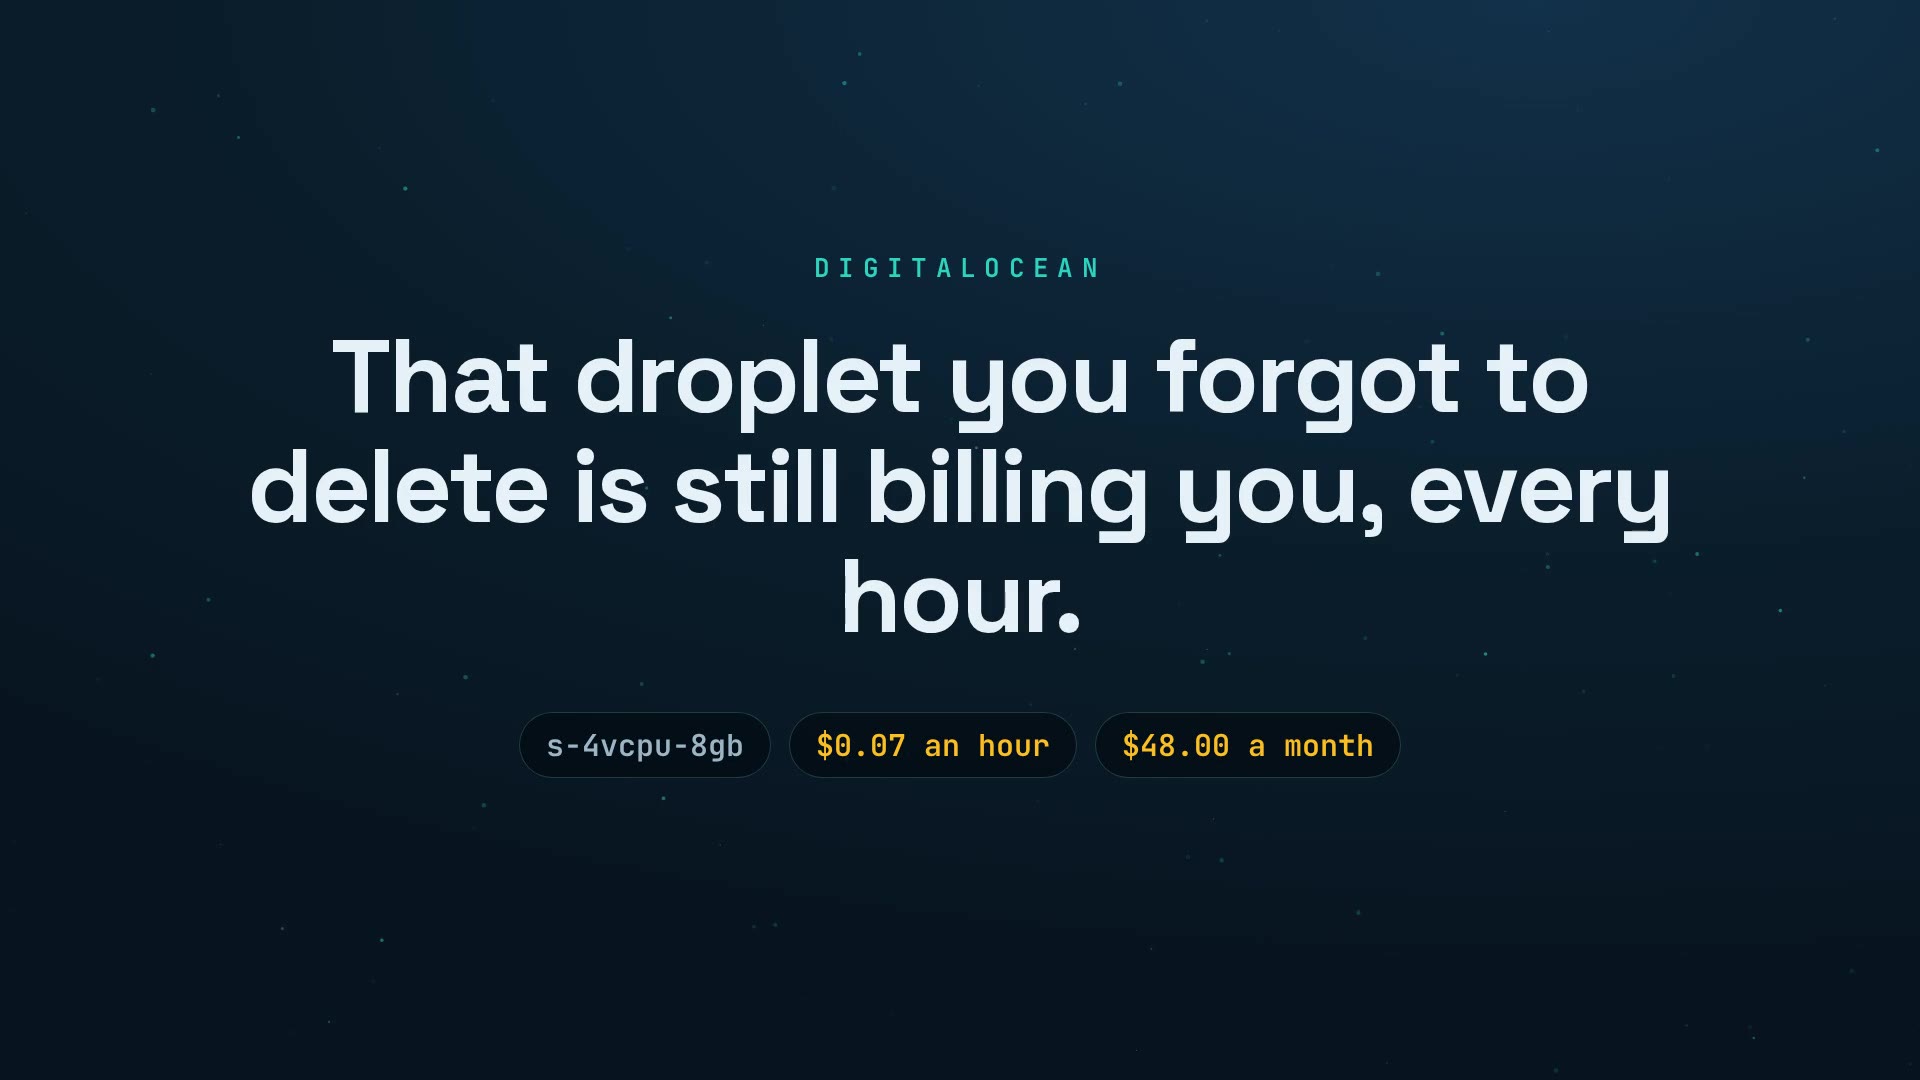 DIGITALOCEAN
That droplet you forgot to
delete is still billing you, every
hour.
s-4vcpu-8gb $0.07 an hour $48.00 a month